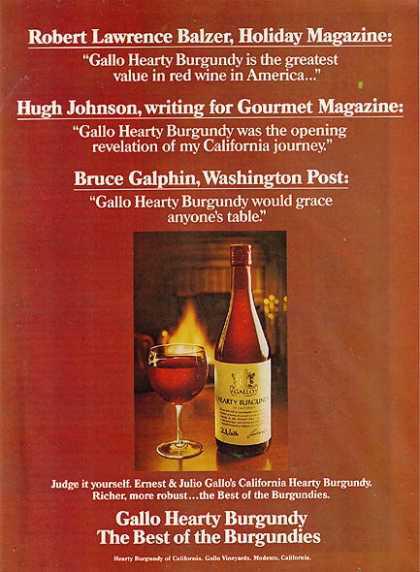 Robert Lawrence Balzer, Holiday Magazine:
“Gallo Hearty Burgundy is the greatest
value in red wine in America...”
Hugh Johnson, writing for Gourmet Magazine:
“Gallo Hearty Burgundy was the opening
revelation of my California journey.”
Bruce Galphin, Washington Post:
“Gallo Hearty Burgundy would grace
anyone’s table.”
GALLO
HEARTY BURGUNDY
Judge it yourself. Ernest & Julio Gallo’s California Hearty Burgundy.
Richer, more robust...the Best of the Burgundies.
Gallo Hearty Burgundy
The Best of the Burgundies
Hearty Burgundy of California. Gallo Vineyards. Modesto, California.